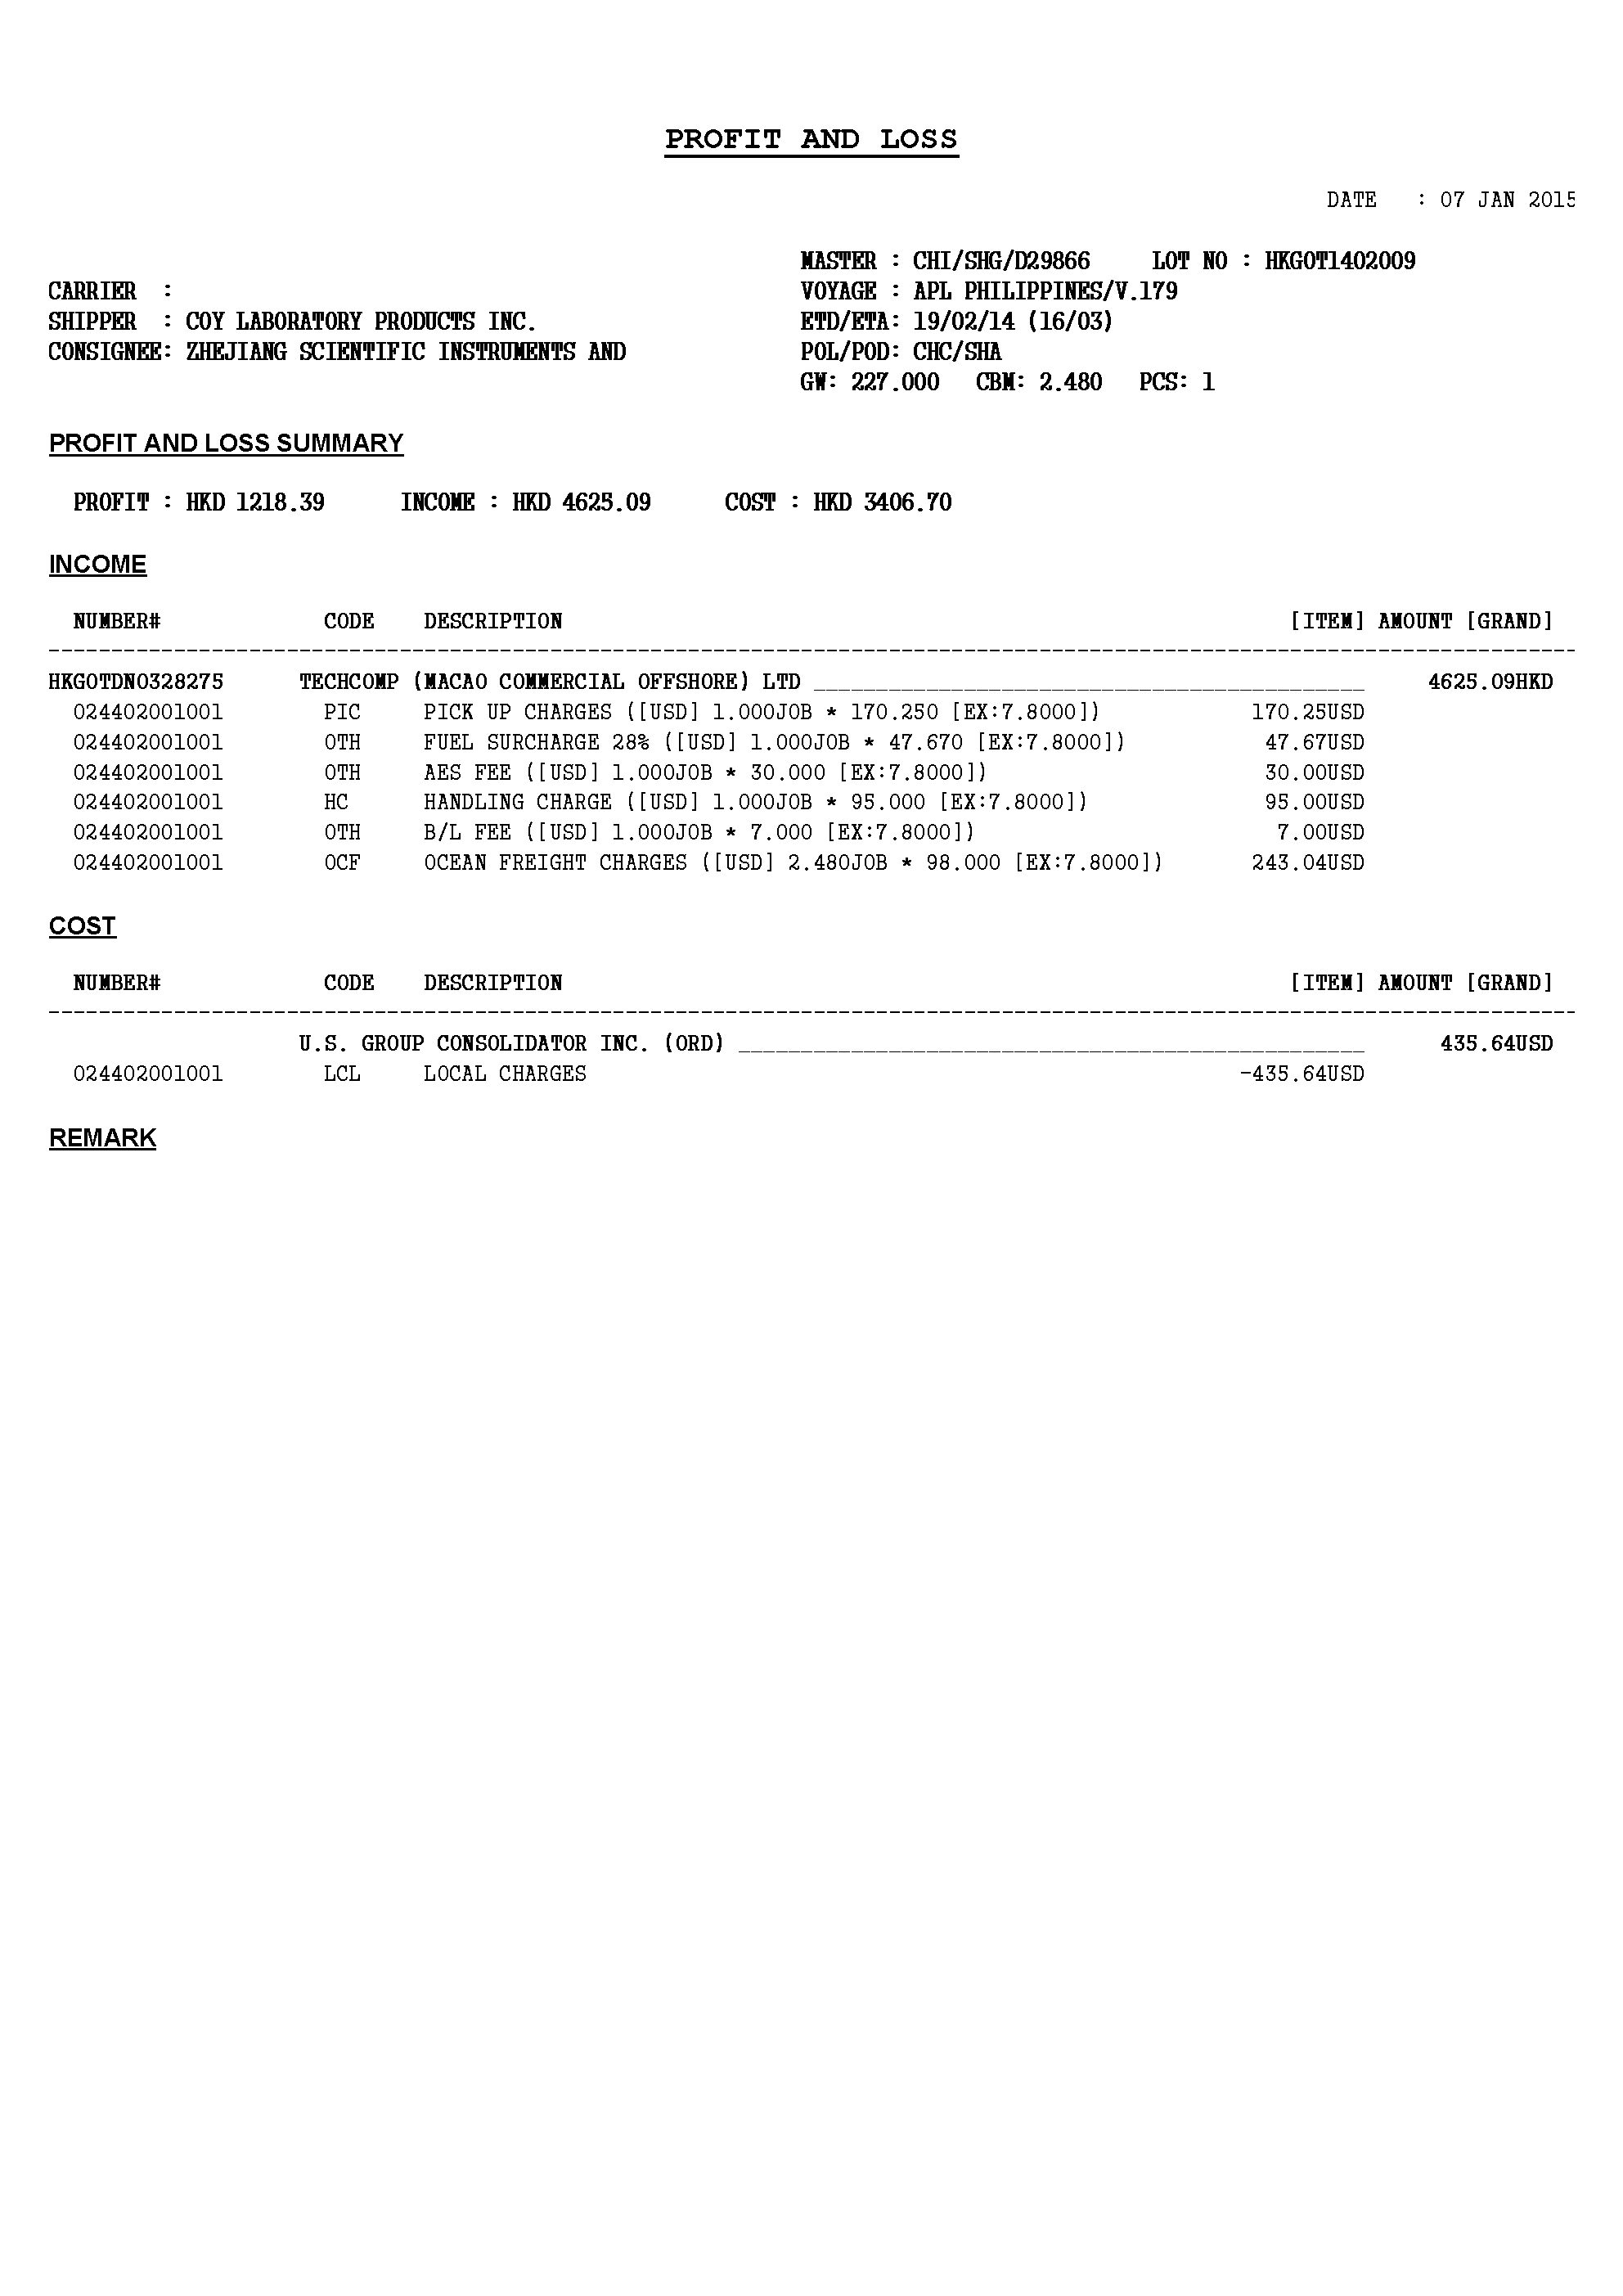 PROFIT AND LOSS
DATE : 07 JAN 2015
MASTER : CHI/SHG/D29866 LOT NO : HKGOT1402009
CARRIER :
VOYAGE : APL PHILIPPINES/V.179
SHIPPER : COY LABORATORY PRODUCTS INC.
ETD/ETA: 19/02/14 (16/03)
CONSIGNEE: ZHEJIANG SCIENTIFIC INSTRUMENTS AND
POL/POD: CHC/SHA
GW: 227.000 CBM: 2.480 PCS: 1
PROFIT AND LOSS SUMMARY
PROFIT : HKD 1218.39 INCOME : HKD 4625.09 COST : HKD 3406.70
INCOME
NUMBER# CODE DESCRIPTION [ITEM] AMOUNT [GRAND]
HKGOTDN0328275 TECHCOMP (MACAO COMMERCIAL OFFSHORE) LTD 4625.09HKD
024402001001 PIC PICK UP CHARGES ([USD] 1.000JOB * 170.250 [EX:7.8000]) 170.25USD
024402001001 OTH FUEL SURCHARGE 28% ([USD] 1.000JOB * 47.670 [EX:7.8000]) 47.67USD
024402001001 OTH AES FEE ([USD] 1.000JOB * 30.000 [EX:7.8000]) 30.00USD
024402001001 HC HANDLING CHARGE ([USD] 1.000JOB * 95.000 [EX:7.8000]) 95.00USD
024402001001 OTH B/L FEE ([USD] 1.000JOB * 7.000 [EX:7.8000]) 7.00USD
024402001001 OCF OCEAN FREIGHT CHARGES ([USD] 2.480JOB * 98.000 [EX:7.8000]) 243.04USD
COST
NUMBER# CODE DESCRIPTION [ITEM] AMOUNT [GRAND]
U.S. GROUP CONSOLIDATOR INC. (ORD) 435.64USD
024402001001 LCL LOCAL CHARGES -435.64USD
REMARK